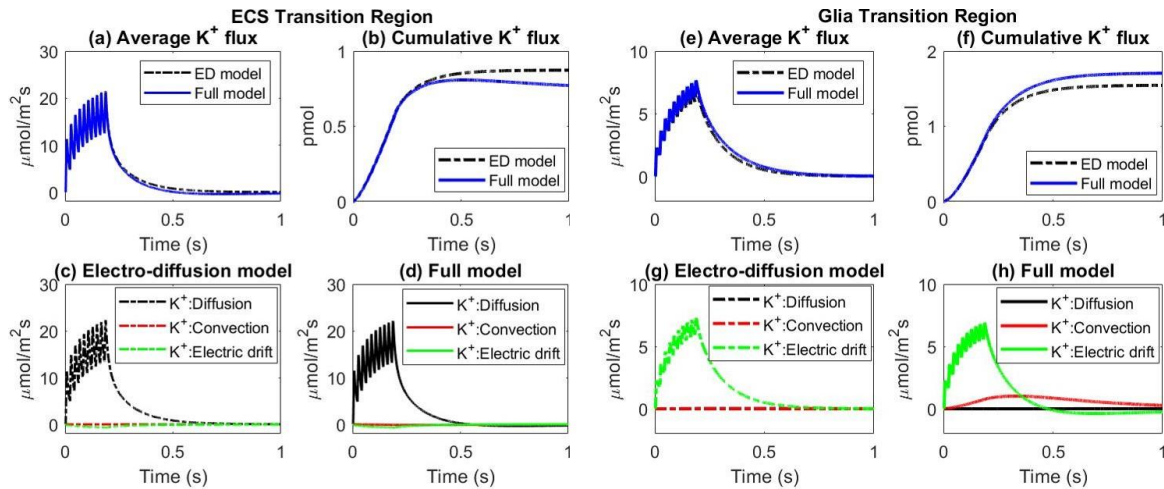 ECS Transition Region
Glia Transition Region
(a) Average K+ flux
30
20
10
0
μmol/m2s
0 0.5 1
Time (s)
ED model
Full model
(b) Cumulative K+ flux
1
0.5
0
pmol
0 0.5 1
Time (s)
ED model
Full model
(e) Average K+ flux
10
5
0
μmol/m2s
0 0.5 1
Time (s)
ED model
Full model
(f) Cumulative K+ flux
2
1
0
pmol
0 0.5 1
Time (s)
ED model
Full model
(c) Electro-diffusion model
30
20
10
0
μmol/m2s
0 0.5 1
Time (s)
K+:Diffusion
K+:Convection
K+:Electric drift
(d) Full model
30
20
10
0
μmol/m2s
0 0.5 1
Time (s)
K+:Diffusion
K+:Convection
K+:Electric drift
(g) Electro-diffusion model
10
5
0
μmol/m2s
0 0.5 1
Time (s)
K+:Diffusion
K+:Convection
K+:Electric drift
(h) Full model
10
5
0
μmol/m2s
0 0.5 1
Time (s)
K+:Diffusion
K+:Convection
K+:Electric drift